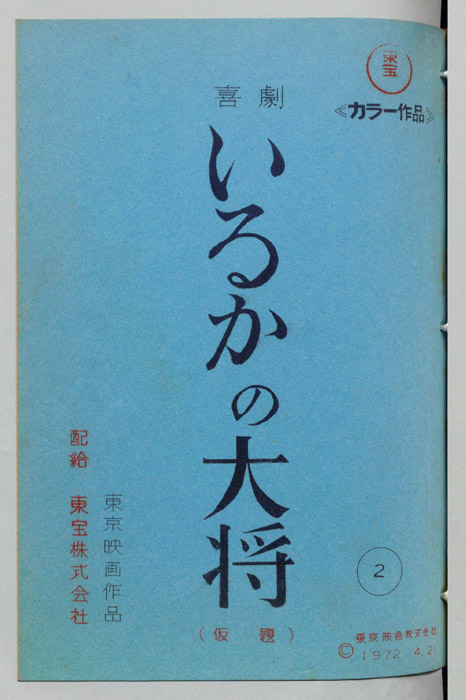 東宝
《カラー作品》
喜劇
いるかの大将
(仮題)
東京映画作品
配給 東宝株式会社
2
東京映画株式会社
© 1972. 4. 21